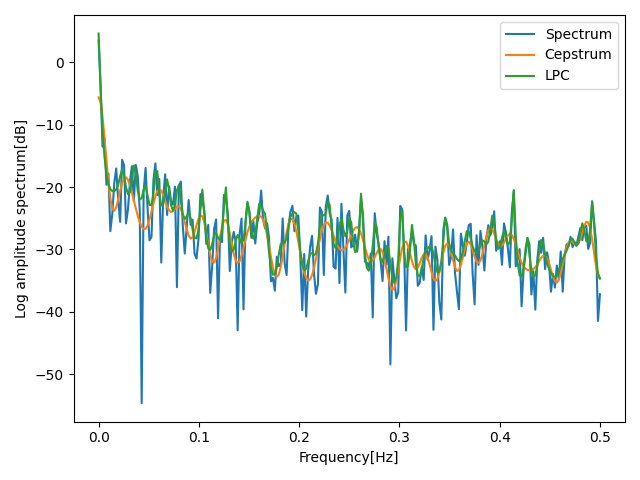 Spectrum
Cepstrum
LPC
Log amplitude spectrum[dB]
0
−10
−20
−30
−40
−50
0.0 0.1 0.2 0.3 0.4 0.5
Frequency[Hz]